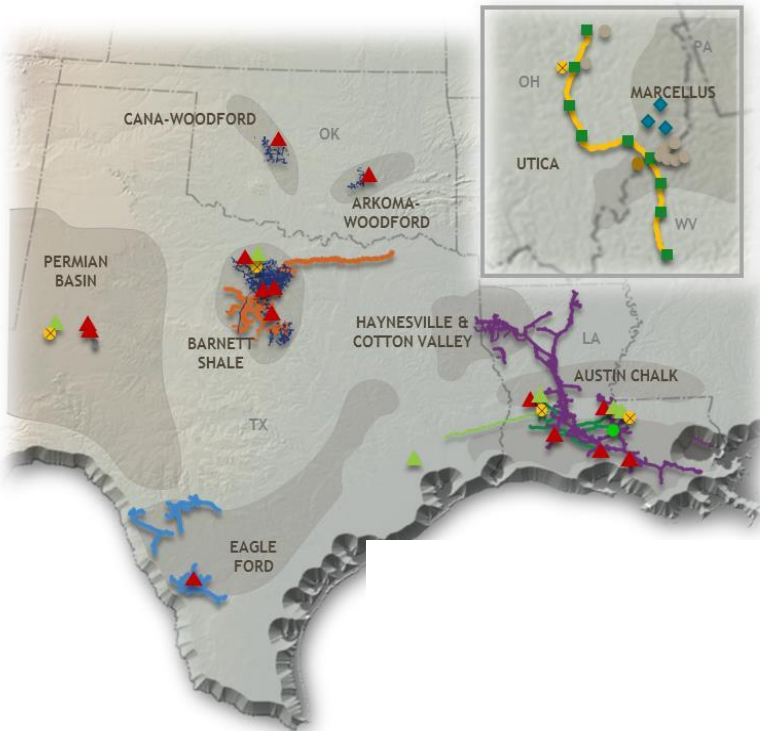 PA
OH
MARCELLUS
UTICA
WV
CANA-WOODFORD
OK
ARKOMA-
WOODFORD
PERMIAN
BASIN
HAYNESVILLE &
COTTON VALLEY
LA
BARNETT
SHALE
AUSTIN CHALK
TX
EAGLE
FORD